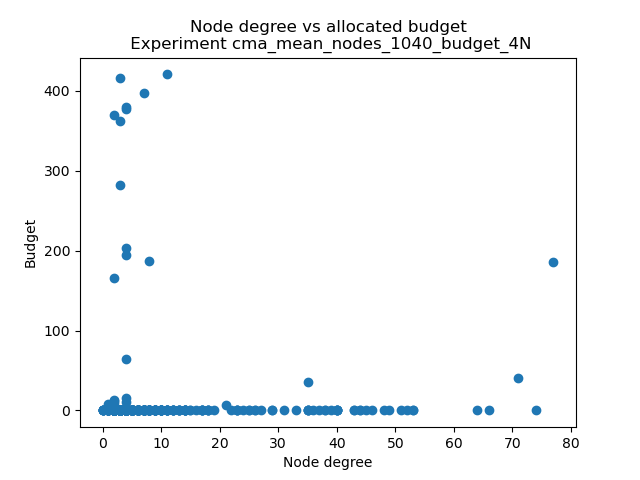 Node degree vs allocated budget
Experiment cma_mean_nodes_1040_budget_4N
400
300
200
100
0
Budget
0 10 20 30 40 50 60 70 80
Node degree